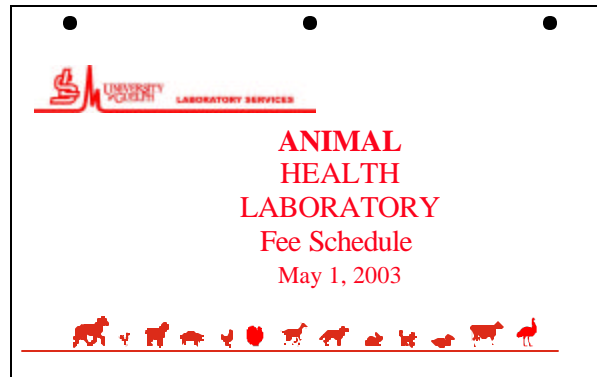 UNIVERSITY
of GUELPH
LABORATORY SERVICES
ANIMAL
HEALTH
LABORATORY
Fee Schedule
May 1, 2003